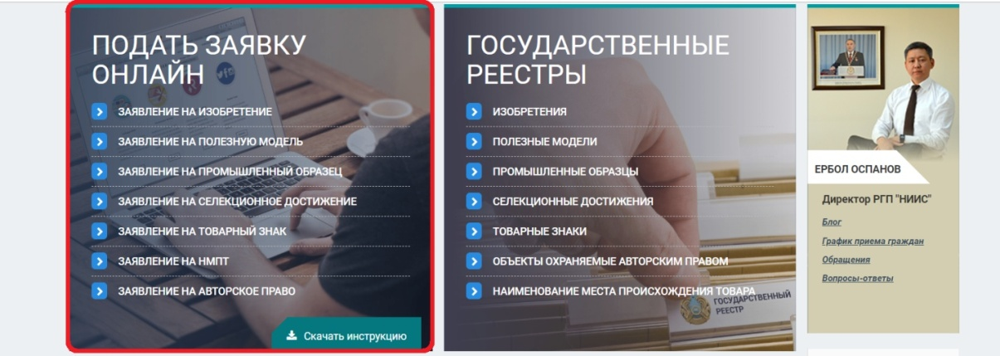 ПОДАТЬ ЗАЯВКУ
ОНЛАЙН
ЗАЯВЛЕНИЕ НА ИЗОБРЕТЕНИЕ
ЗАЯВЛЕНИЕ НА ПОЛЕЗНУЮ МОДЕЛЬ
ЗАЯВЛЕНИЕ НА ПРОМЫШЛЕННЫЙ ОБРАЗЕЦ
ЗАЯВЛЕНИЕ НА СЕЛЕКЦИОННОЕ ДОСТИЖЕНИЕ
ЗАЯВЛЕНИЕ НА ТОВАРНЫЙ ЗНАК
ЗАЯВЛЕНИЕ НА НМПТ
ЗАЯВЛЕНИЕ НА АВТОРСКОЕ ПРАВО
Скачать инструкцию
ГОСУДАРСТВЕННЫЕ
РЕЕСТРЫ
ИЗОБРЕТЕНИЯ
ПОЛЕЗНЫЕ МОДЕЛИ
ПРОМЫШЛЕННЫЕ ОБРАЗЦЫ
СЕЛЕКЦИОННЫЕ ДОСТИЖЕНИЯ
ТОВАРНЫЕ ЗНАКИ
ОБЪЕКТЫ ОХРАНЯЕМЫЕ АВТОРСКИМ ПРАВОМ
НАИМЕНОВАНИЕ МЕСТА ПРОИСХОЖДЕНИЯ ТОВАРА
ГОСУДАРСТВЕННЫЙ
РЕЕСТР
ЕРБОЛ ОСПАНОВ
Директор РГП "НИИС"
Блог
График приема граждан
Обращения
Вопросы-ответы